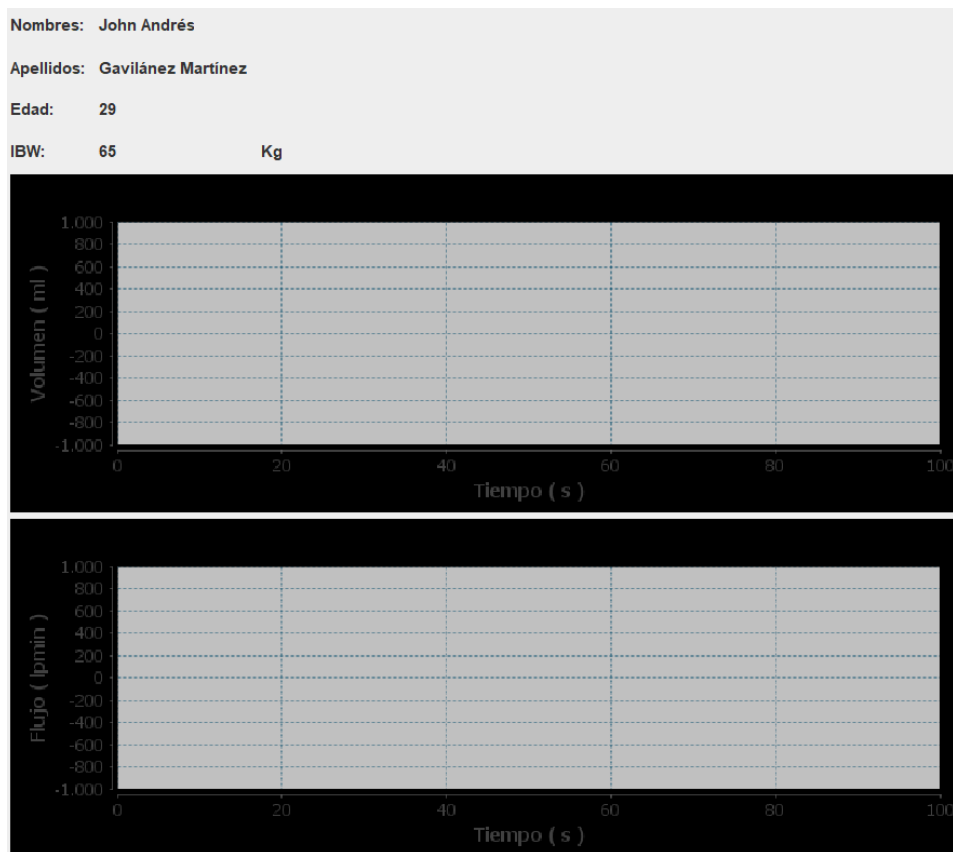 Nombres: John Andrés
Apellidos: Gavilánez Martínez
Edad: 29
IBW: 65 Kg
Volumen ( ml )
1.000
800
600
400
200
0
-200
-400
-600
-800
-1.000
0 20 40 60 80 100
Tiempo ( s )
Flujo ( lpmin )
1.000
800
600
400
200
0
-200
-400
-600
-800
-1.000
0 20 40 60 80 100
Tiempo ( s )